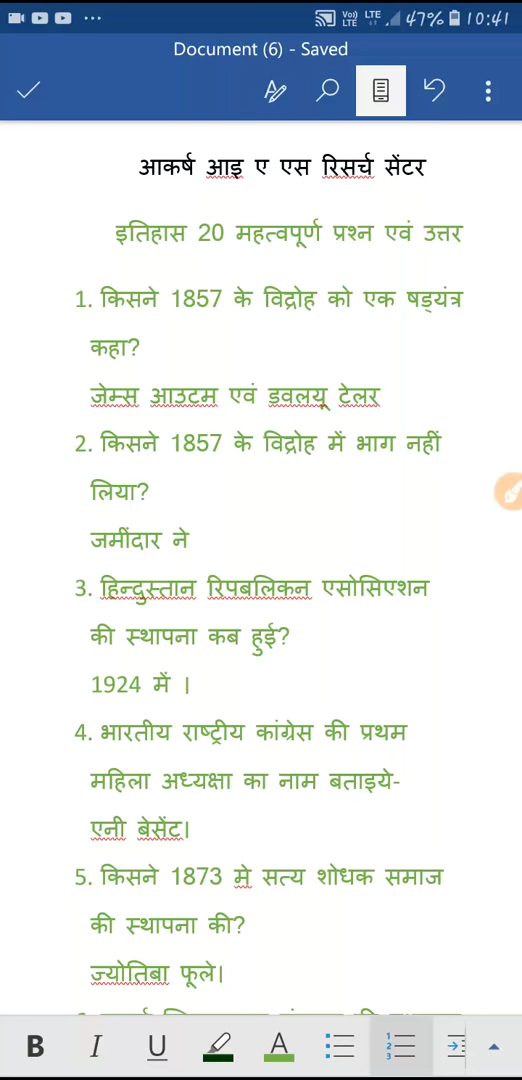 VoI) LTE LTE 47% 10:41
Document (6) - Saved
आकर्ष आइ ए एस रिसर्च सेंटर
इतिहास 20 महत्वपूर्ण प्रश्न एवं उत्तर
1. किसने 1857 के विद्रोह को एक षड्यंत्र
कहा?
जेम्स आउटम एवं डवलयू टेलर
2. किसने 1857 के विद्रोह में भाग नहीं
लिया?
जमींदार ने
3. हिन्दुस्तान रिपबलिकन एसोसिएशन
की स्थापना कब हुई?
1924 में ।
4. भारतीय राष्ट्रीय कांग्रेस की प्रथम
महिला अध्यक्षा का नाम बताइये-
एनी बेसेंट।
5. किसने 1873 मे सत्य शोधक समाज
की स्थापना की?
ज्योतिबा फूले।
B I U A